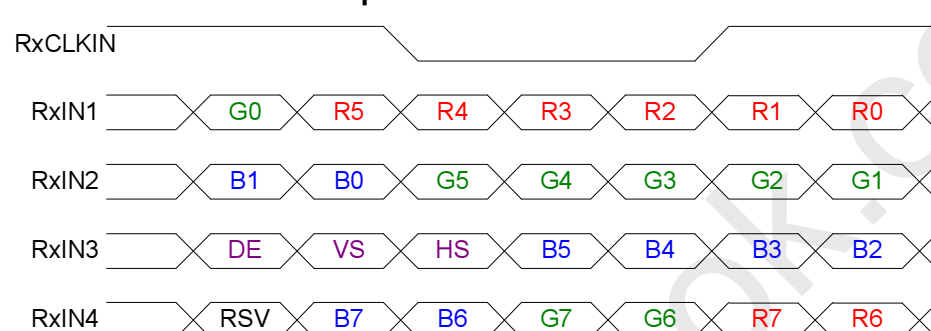 RxCLKIN
RxIN1 G0 R5 R4 R3 R2 R1 R0
RxIN2 B1 B0 G5 G4 G3 G2 G1
RxIN3 DE VS HS B5 B4 B3 B2
RxIN4 RSV B7 B6 G7 G6 R7 R6
ok.c